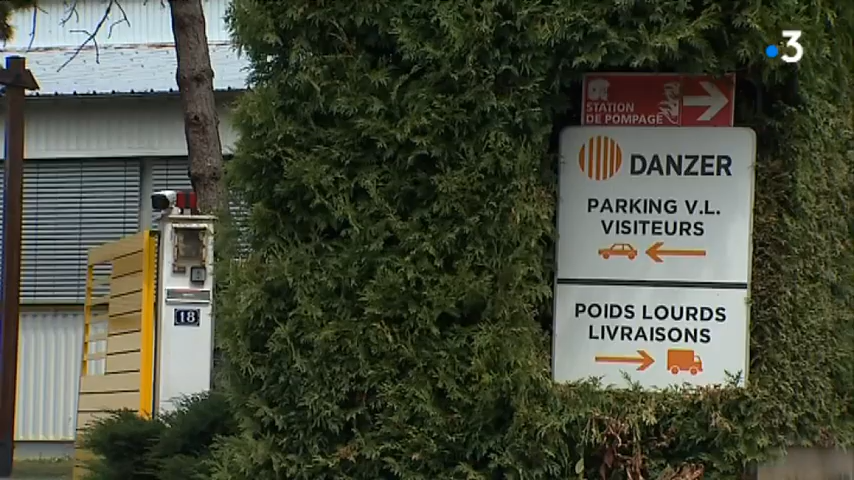 3
STATION
DE POMPAGE
DANZER
PARKING V.L.
VISITEURS
POIDS LOURDS
LIVRAISONS
18